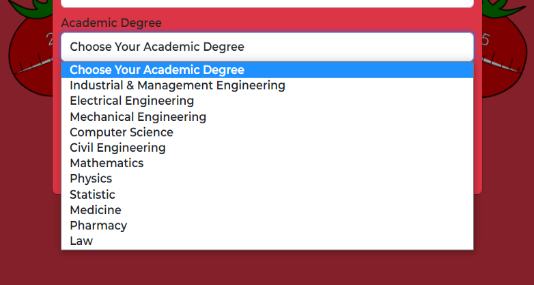 Academic Degree
Choose Your Academic Degree
Choose Your Academic Degree
Industrial & Management Engineering
Electrical Engineering
Mechanical Engineering
Computer Science
Civil Engineering
Mathematics
Physics
Statistic
Medicine
Pharmacy
Law